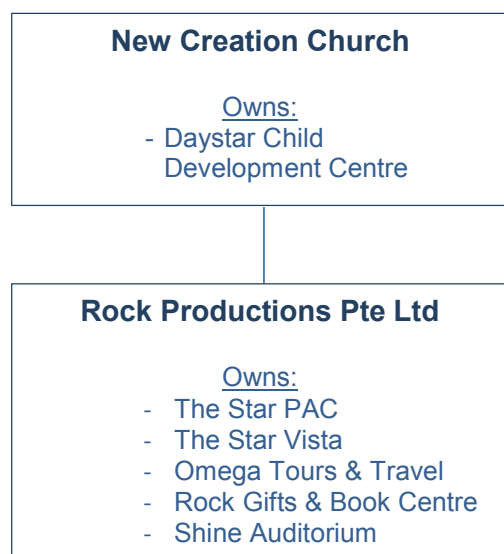 New Creation Church
Owns:
- Daystar Child
Development Centre
Rock Productions Pte Ltd
Owns:
- The Star PAC
- The Star Vista
- Omega Tours & Travel
- Rock Gifts & Book Centre
- Shine Auditorium